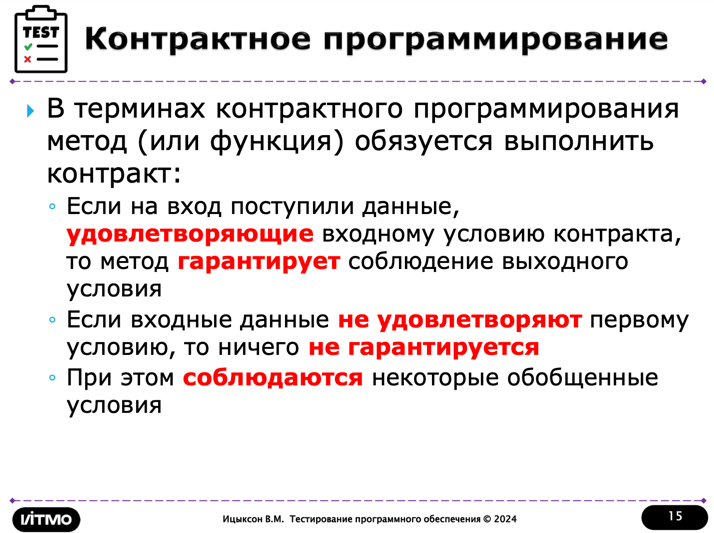 TEST
Контрактное программирование
В терминах контрактного программирования
метод (или функция) обязуется выполнить
контракт:
Если на вход поступили данные,
удовлетворяющие входному условию контракта,
то метод гарантирует соблюдение выходного
условия
Если входные данные не удовлетворяют первому
условию, то ничего не гарантируется
При этом соблюдаются некоторые обобщенные
условия
ИТМО
Ицыксон В.М. Тестирование программного обеспечения © 2024
15